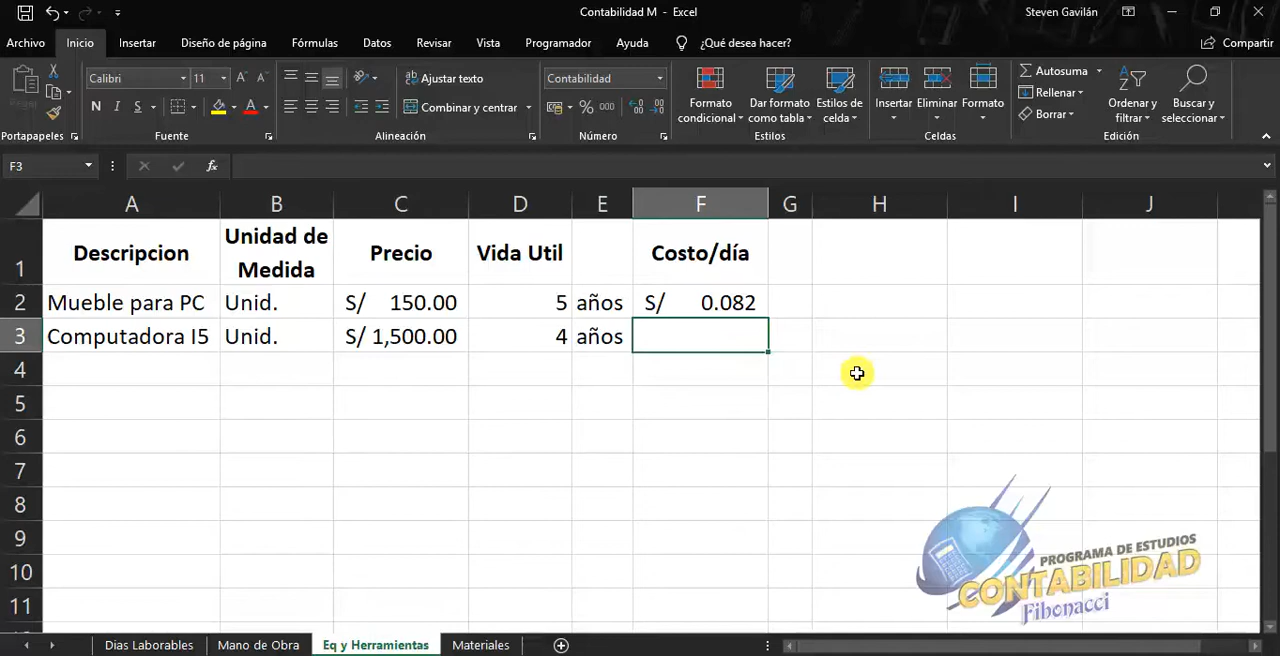 Contabilidad M - Excel
Steven Gavilán
Archivo Inicio Insertar Diseño de página Fórmulas Datos Revisar Vista Programador Ayuda ¿Qué desea hacer? Compartir
Calibri 11 Ajustar texto Contabilidad Autosuma
N K S Combinar y centrar % 000 Formato condicional Dar formato como tabla Estilos de celda Insertar Eliminar Formato Rellenar Borrar Ordenar y filtrar Buscar y seleccionar
Portapapeles Fuente Alineación Número Estilos Celdas Edición
F3 fx
A B C D E F G H I J
1 Descripcion Unidad de Medida Precio Vida Util Costo/día
2 Mueble para PC Unid. S/ 150.00 5 años S/ 0.082
3 Computadora I5 Unid. S/ 1,500.00 4 años
4
5
6
7
8
9
10
11
PROGRAMA DE ESTUDIOS
CONTABILIDAD
Fibonacci
Dias Laborables Mano de Obra Eq y Herramientas Materiales